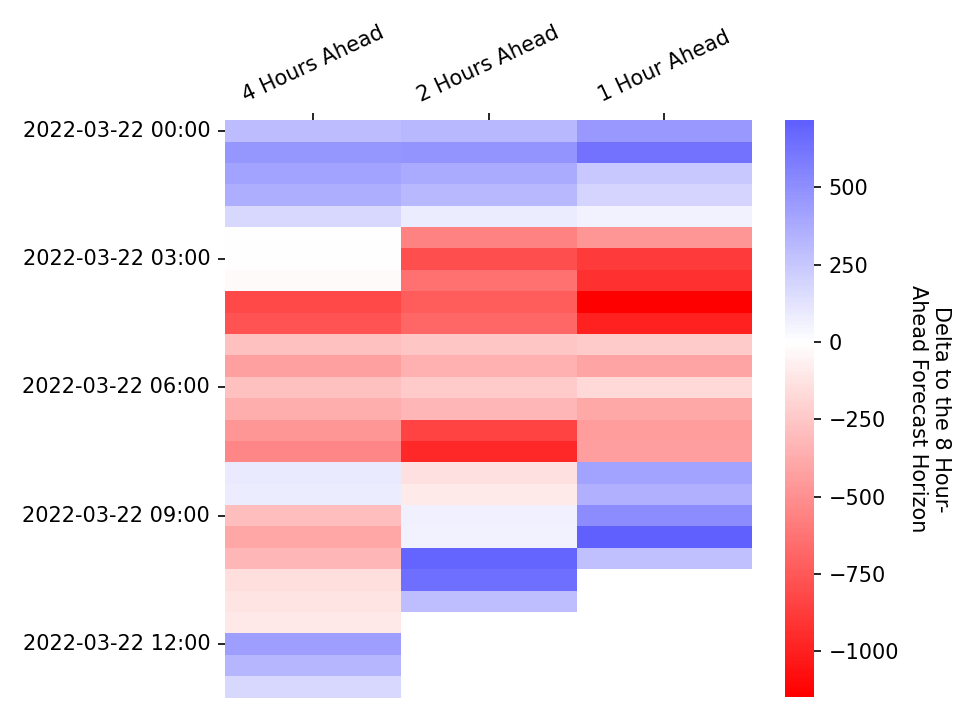 4 Hours Ahead
2 Hours Ahead
1 Hour Ahead
2022-03-22 00:00
2022-03-22 03:00
2022-03-22 06:00
2022-03-22 09:00
2022-03-22 12:00
500
250
0
−250
−500
−750
−1000
Delta to the 8 Hour-
Ahead Forecast Horizon